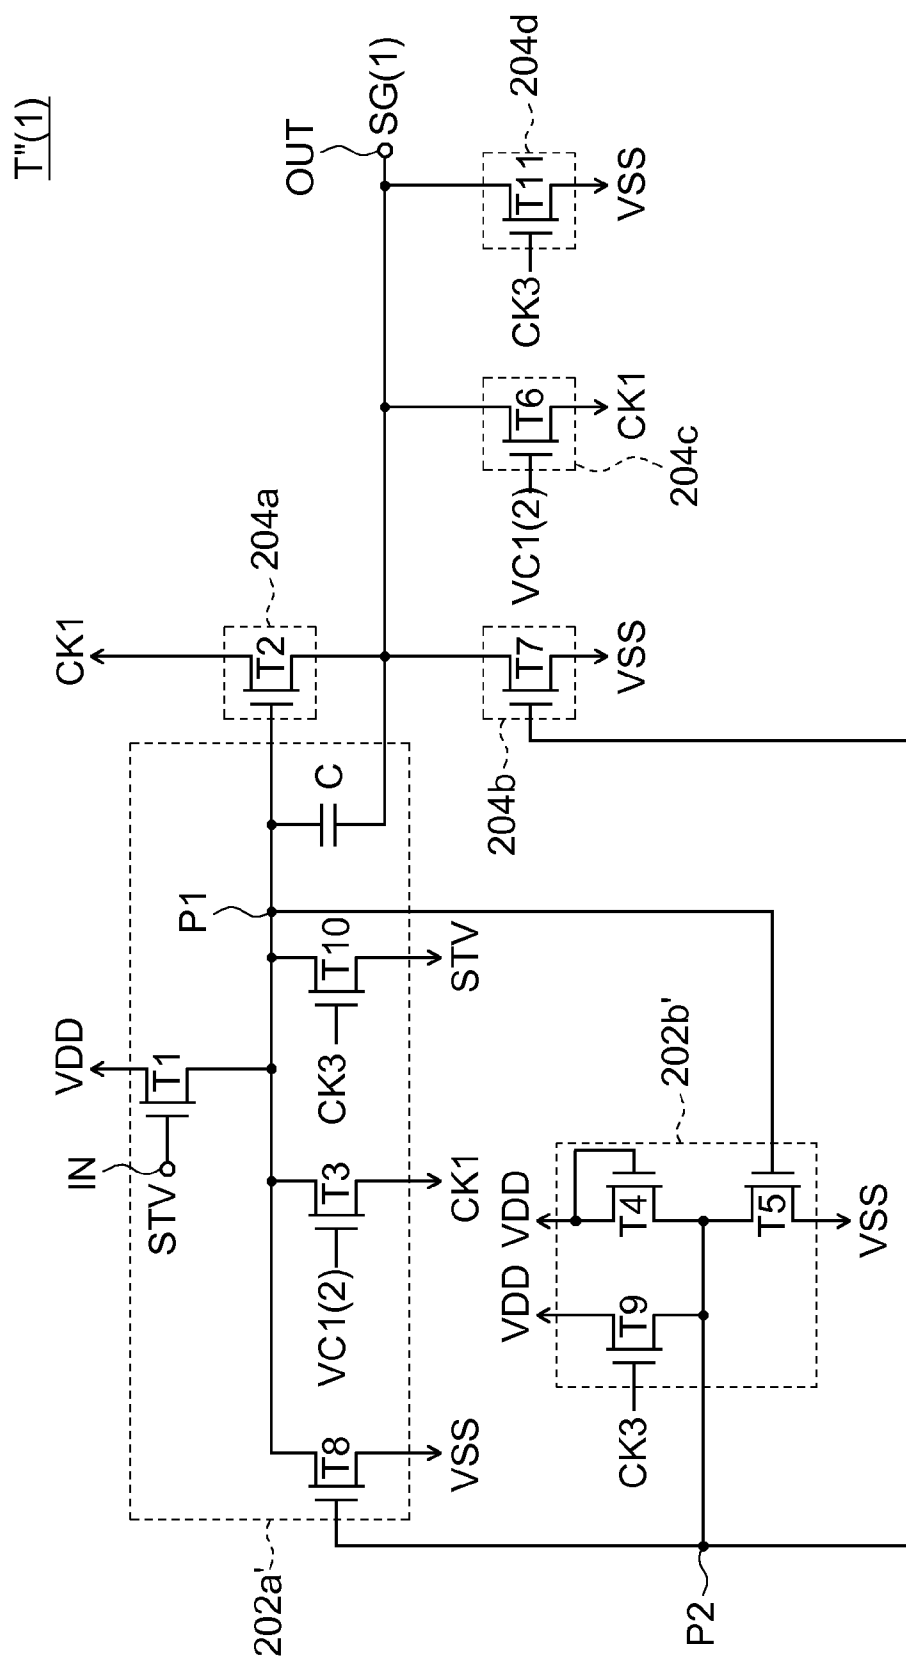 T"(1)
OUT
SG(1)
204d
T11
VSS
CK3
T6
CK1
204c
VC1(2)
204a
CK1
T2
T7
VSS
204b
C
P1
T10
STV
CK3
VDD
T1
IN
STV
T3
CK1
VC1(2)
T8
VSS
202a'
202b'
VDD
T4
T5
VSS
VDD
T9
CK3
P2